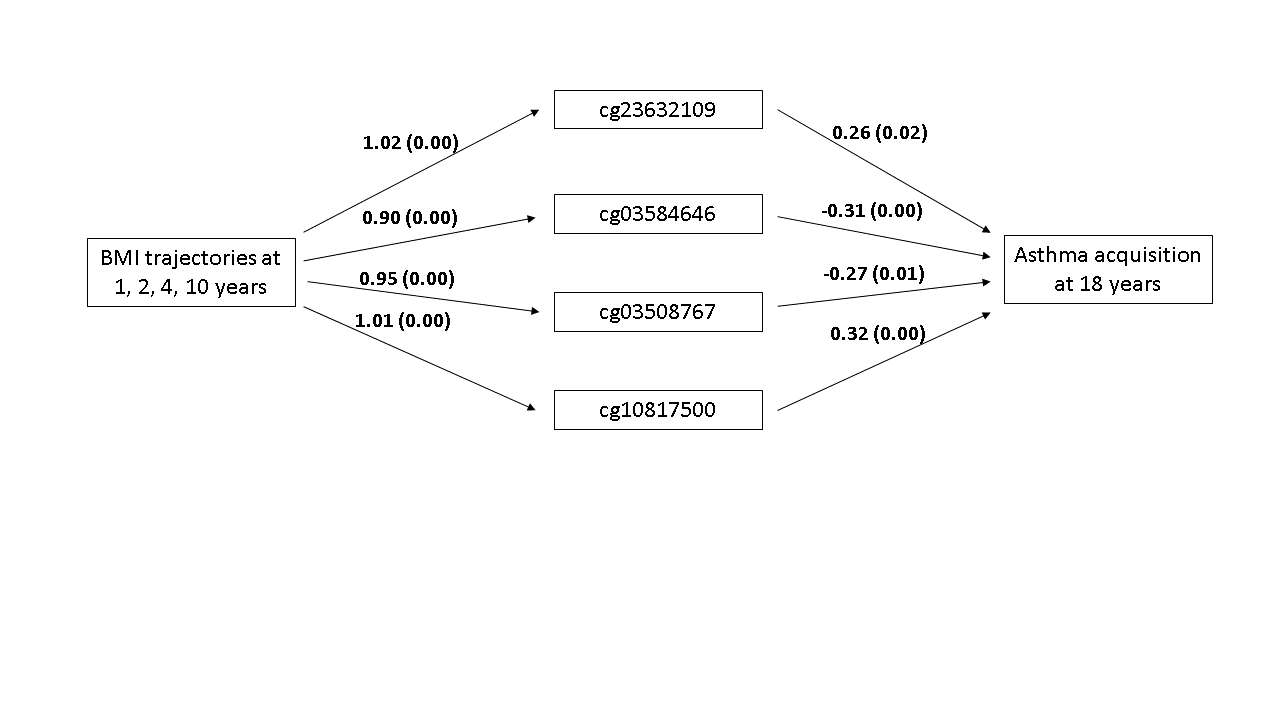 cg23632109
1.02 (0.00)
0.26 (0.02)
0.90 (0.00)
cg03584646
-0.31 (0.00)
BMI trajectories at
1, 2, 4, 10 years
Asthma acquisition
at 18 years
0.95 (0.00)
-0.27 (0.01)
cg03508767
1.01 (0.00)
0.32 (0.00)
cg10817500